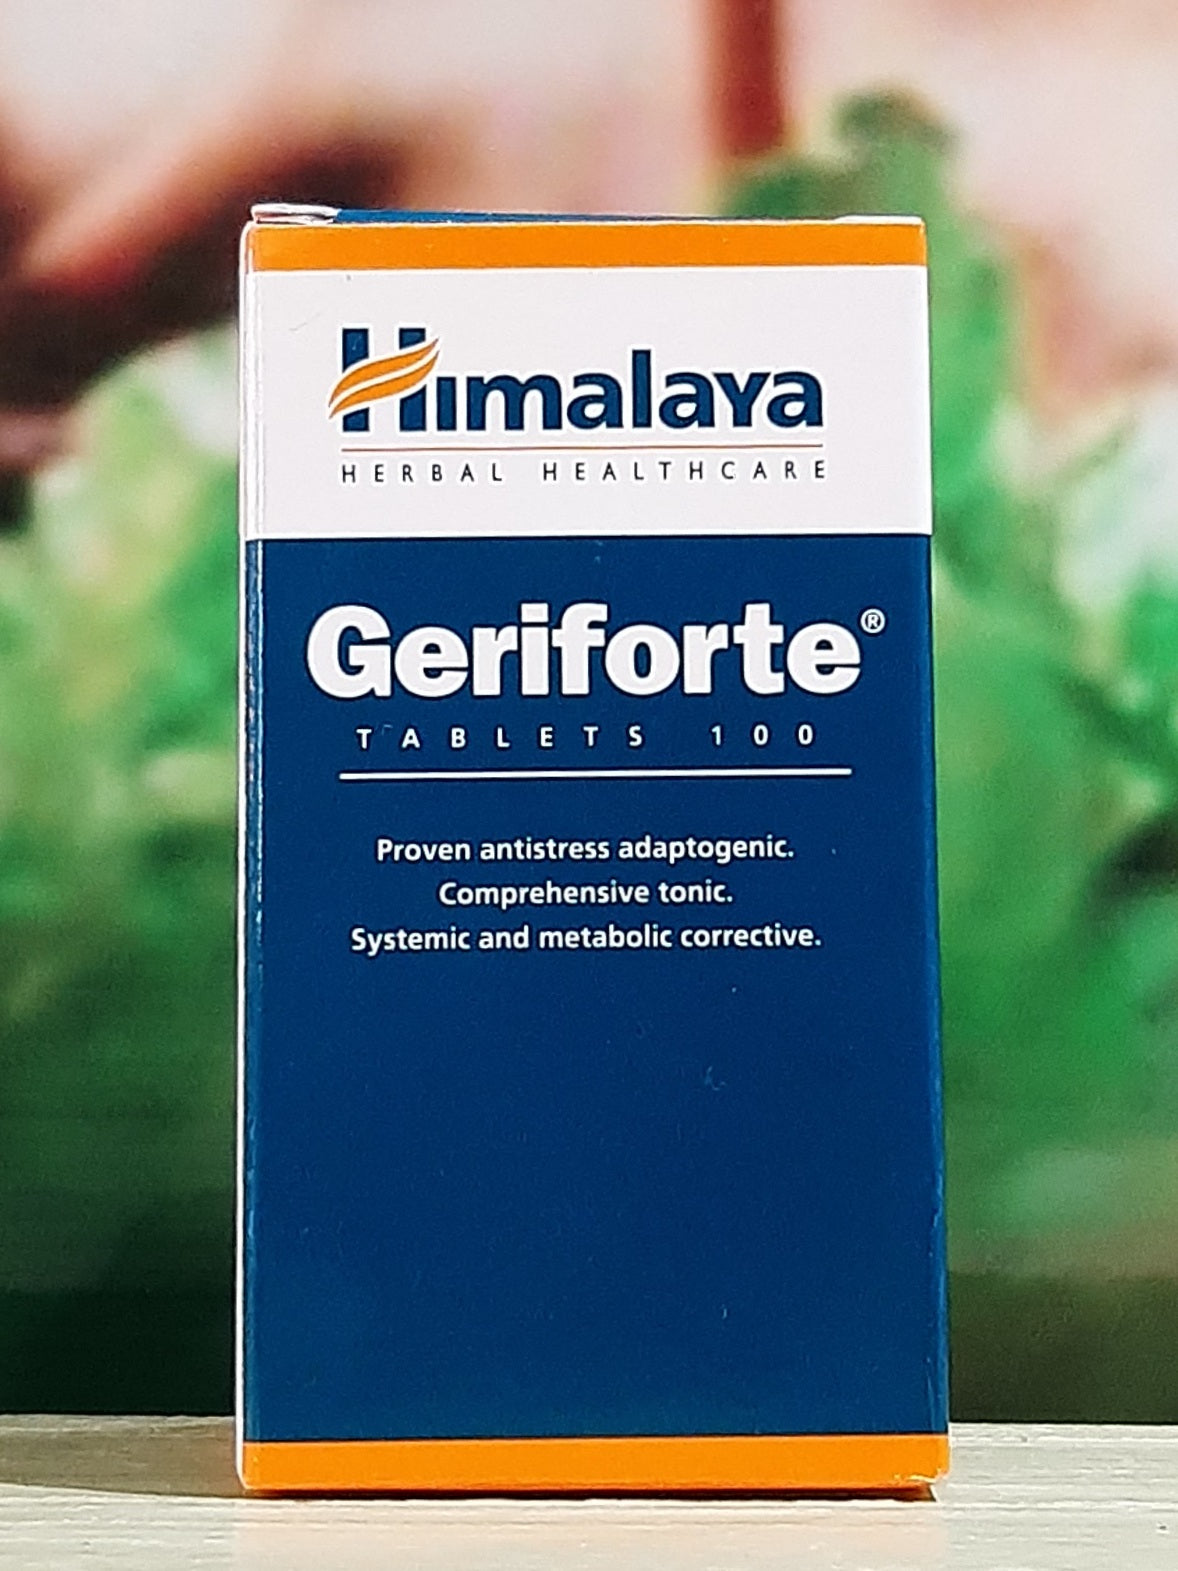 Himalaya
HERBAL HEALTHCARE
Geriforte®
TABLETS 100
Proven antistress adaptogenic.
Comprehensive tonic.
Systemic and metabolic corrective.